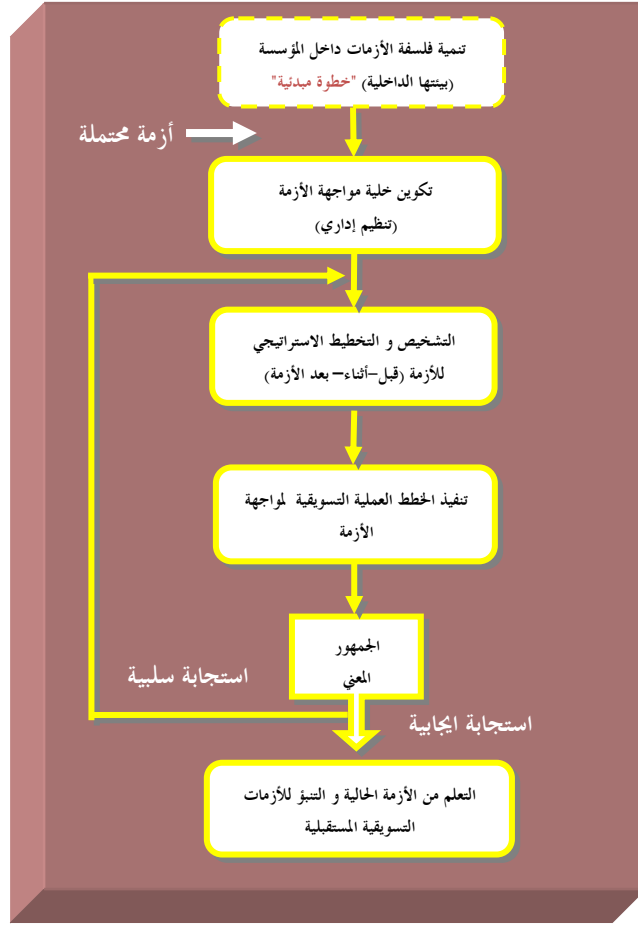 تنمية فلسفة الأزمات داخل المؤسسة
(بيئتها الداخلية) "خطوة مبدئية"
أزمة محتملة
تكوين خلية مواجهة الأزمة
(تنظيم إداري)
التشخيص و التخطيط الاستراتيجي
للأزمة (قبل–أثناء– بعد الأزمة)
تنفيذ الخطط العملية التسويقية لمواجهة
الأزمة
الجمهور
المعني
استجابة سلبية
استجابة ايجابية
التعلم من الأزمة الحالية و التنبؤ للأزمات
التسويقية المستقبلية